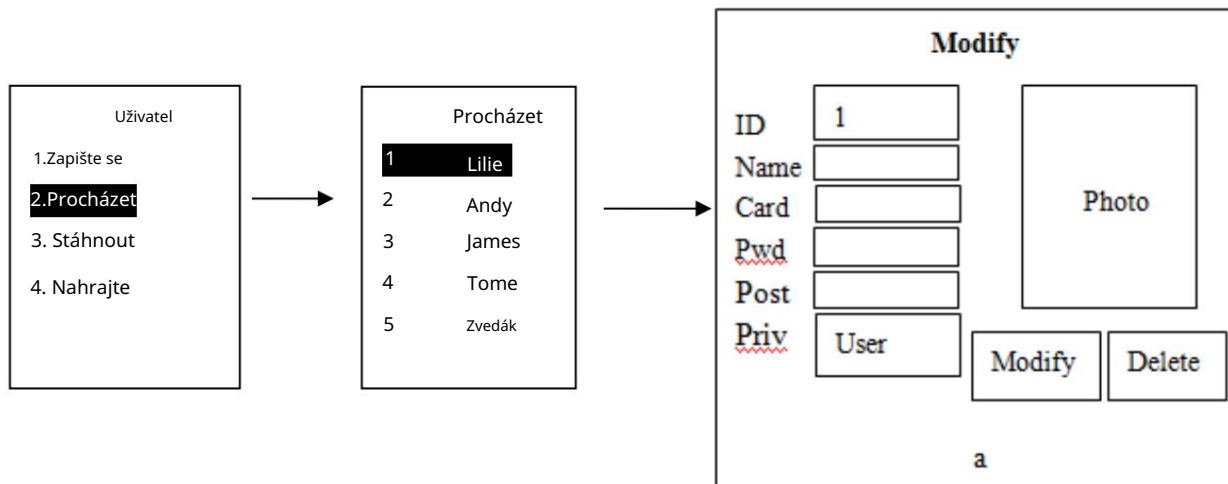 Uživatel
1.Zapište se
2.Procházet
3. Stáhnout
4. Nahrajte
Procházet
1 Lilie
2 Andy
3 James
4 Tome
5 Zvedák
Modify
ID 1
Name
Card
Pwd
Post
Priv User
Photo
Modify Delete
a